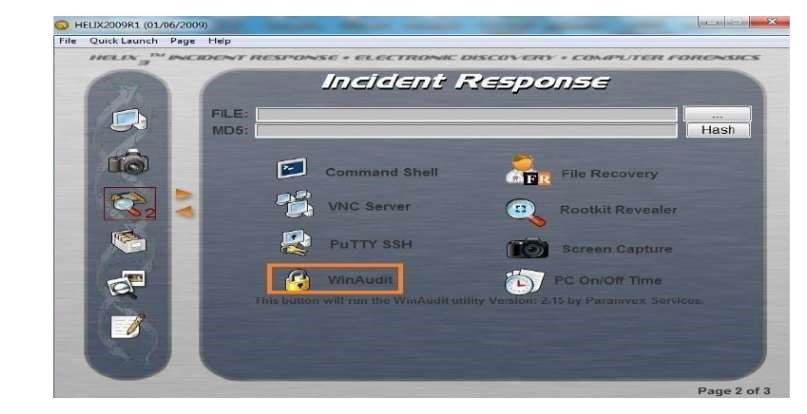 HELIX2009R1 (01/06/2009)
File Quick Launch Page Help
HELIX3™ INCIDENT RESPONSE • ELECTRONIC DISCOVERY • COMPUTER FORENSICS
Incident Response
FILE: ...
MD5: Hash
Command Shell
FR File Recovery
VNC Server
Rootkit Revealer
PuTTY SSH
Screen Capture
WinAudit
PC On/Off Time
2
This button will run the WinAudit utility Version: 2.15 by Paramvex Services.
Page 2 of 3